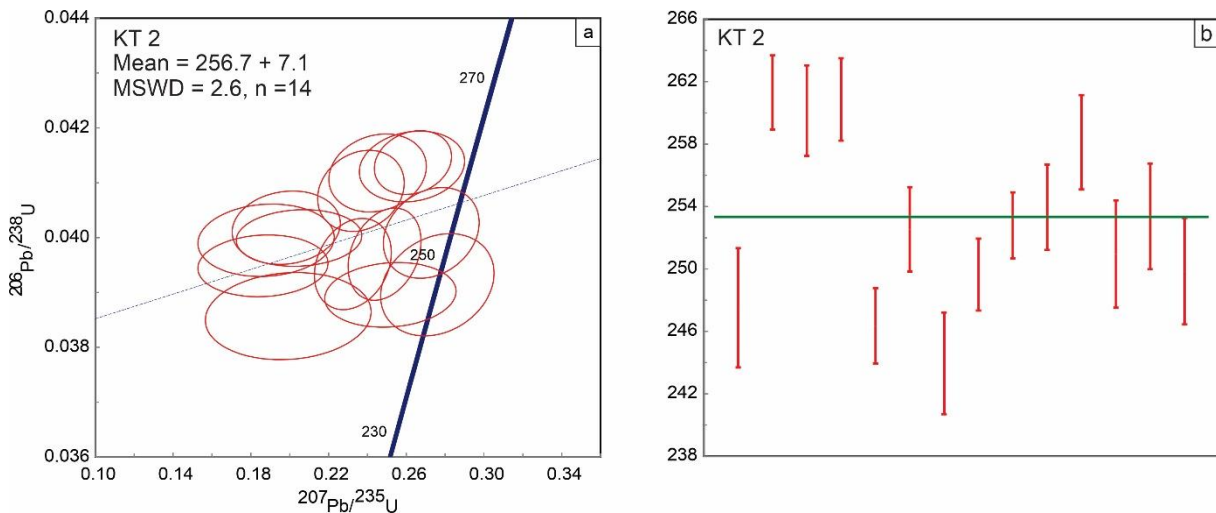 0.044
0.042
0.040
0.038
0.036
²⁰⁶Pb/²³⁸U
KT 2
Mean = 256.7 + 7.1
MSWD = 2.6, n =14
a
270
250
230
0.10
0.14
0.18
0.22
0.26
0.30
0.34
²⁰⁷Pb/²³⁵U
266
262
258
254
250
246
242
238
KT 2
b